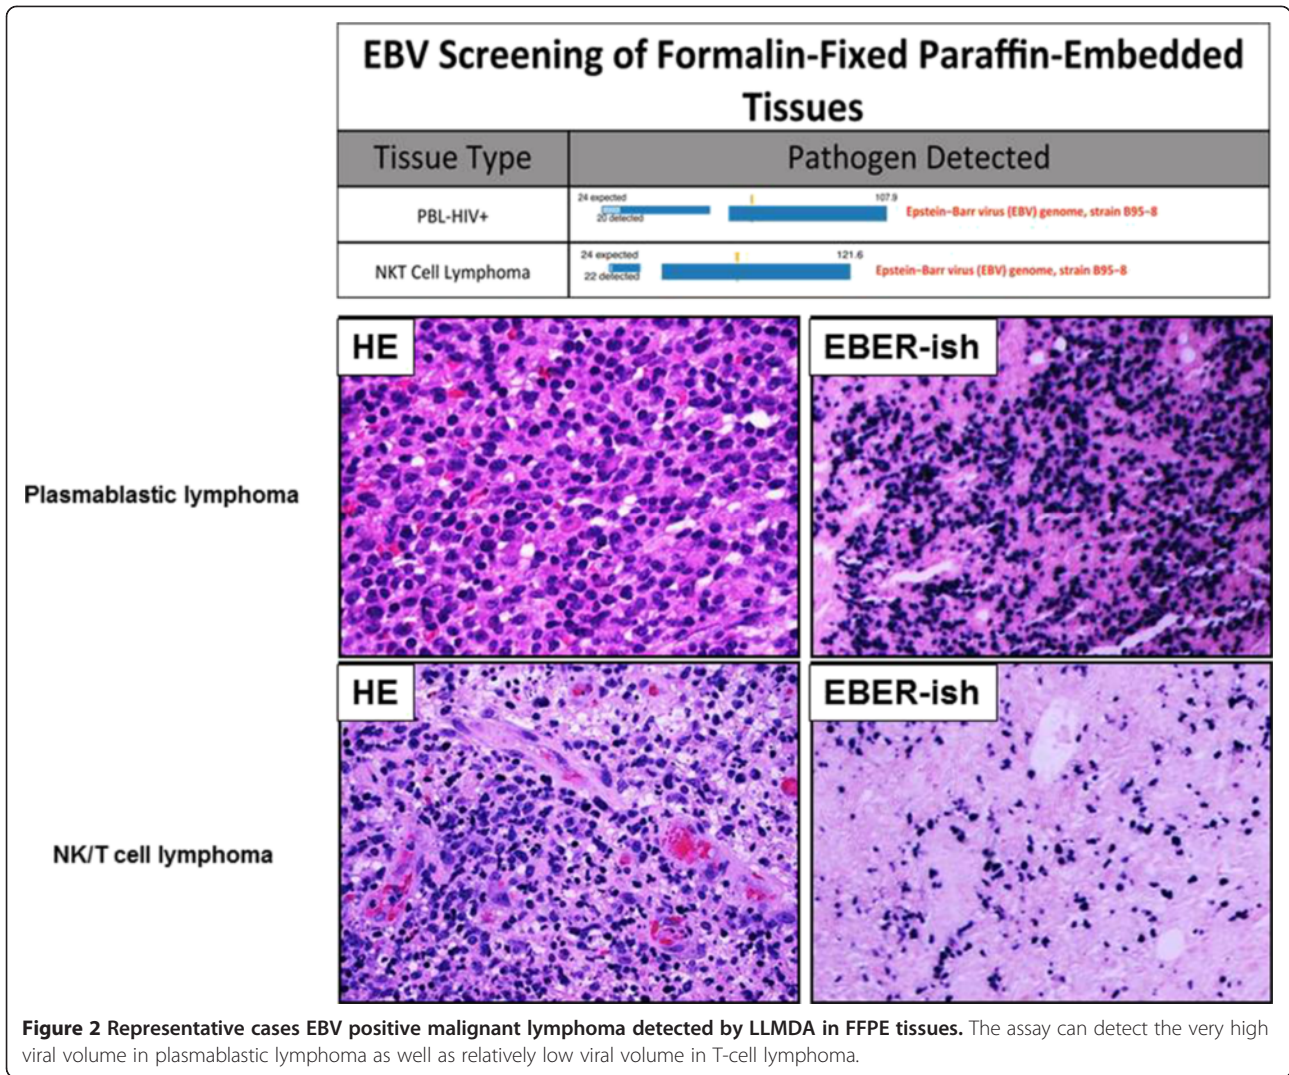 EBV Screening of Formalin-Fixed Paraffin-Embedded
Tissues
Tissue Type Pathogen Detected
PBL-HIV+ 24 expected 20 detected 107.9 Epstein–Barr virus (EBV) genome, strain B95–8
NKT Cell Lymphoma 24 expected 22 detected 121.6 Epstein–Barr virus (EBV) genome, strain B95–8
HE EBER-ish
Plasmablastic lymphoma
HE EBER-ish
NK/T cell lymphoma
Figure 2 Representative cases EBV positive malignant lymphoma detected by LLMDA in FFPE tissues. The assay can detect the very high
viral volume in plasmablastic lymphoma as well as relatively low viral volume in T-cell lymphoma.